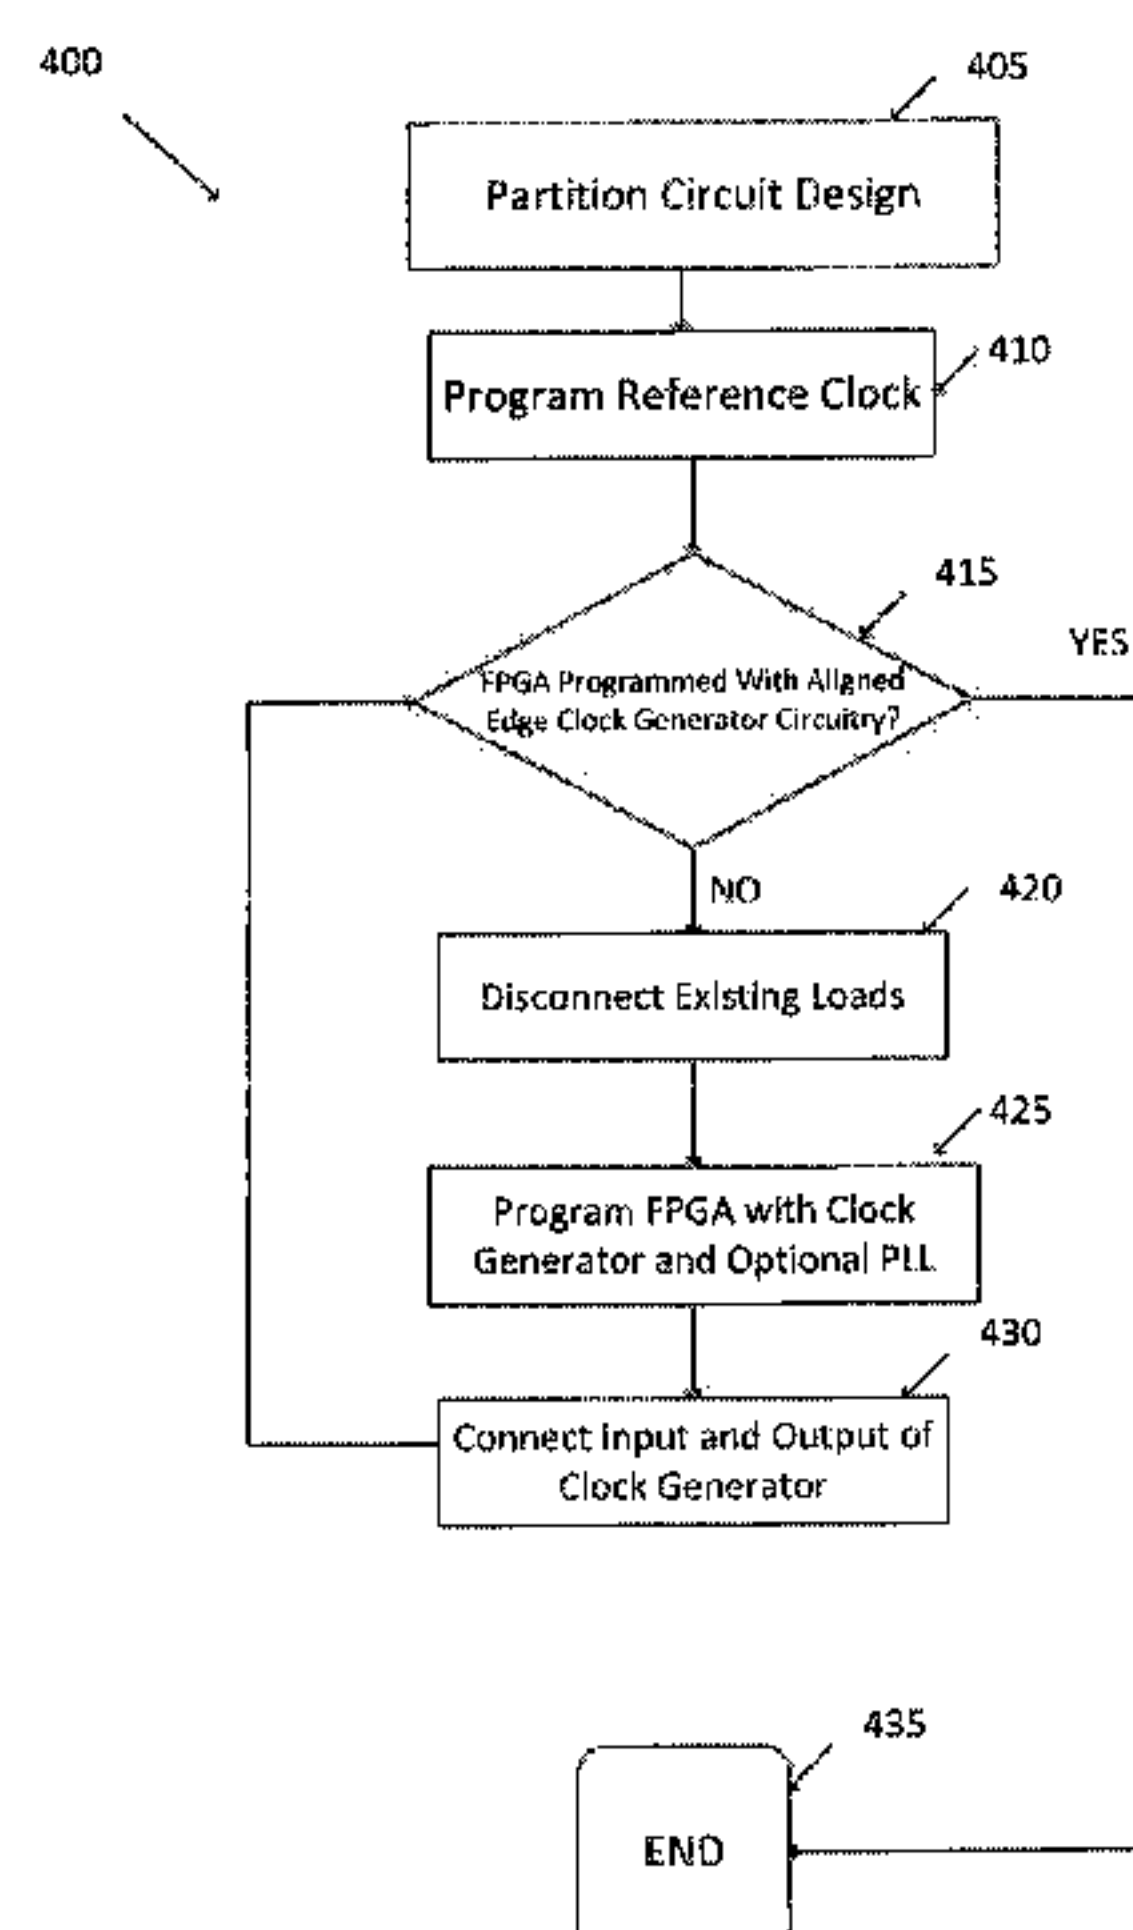 400
405
Partition Circuit Design
410
Program Reference Clock
415
YES
FPGA Programmed With Aligned
Edge Clock Generator Circuitry?
NO
420
Disconnect Existing Loads
425
Program FPGA with Clock
Generator and Optional PLL
430
Connect Input and Output of
Clock Generator
435
END